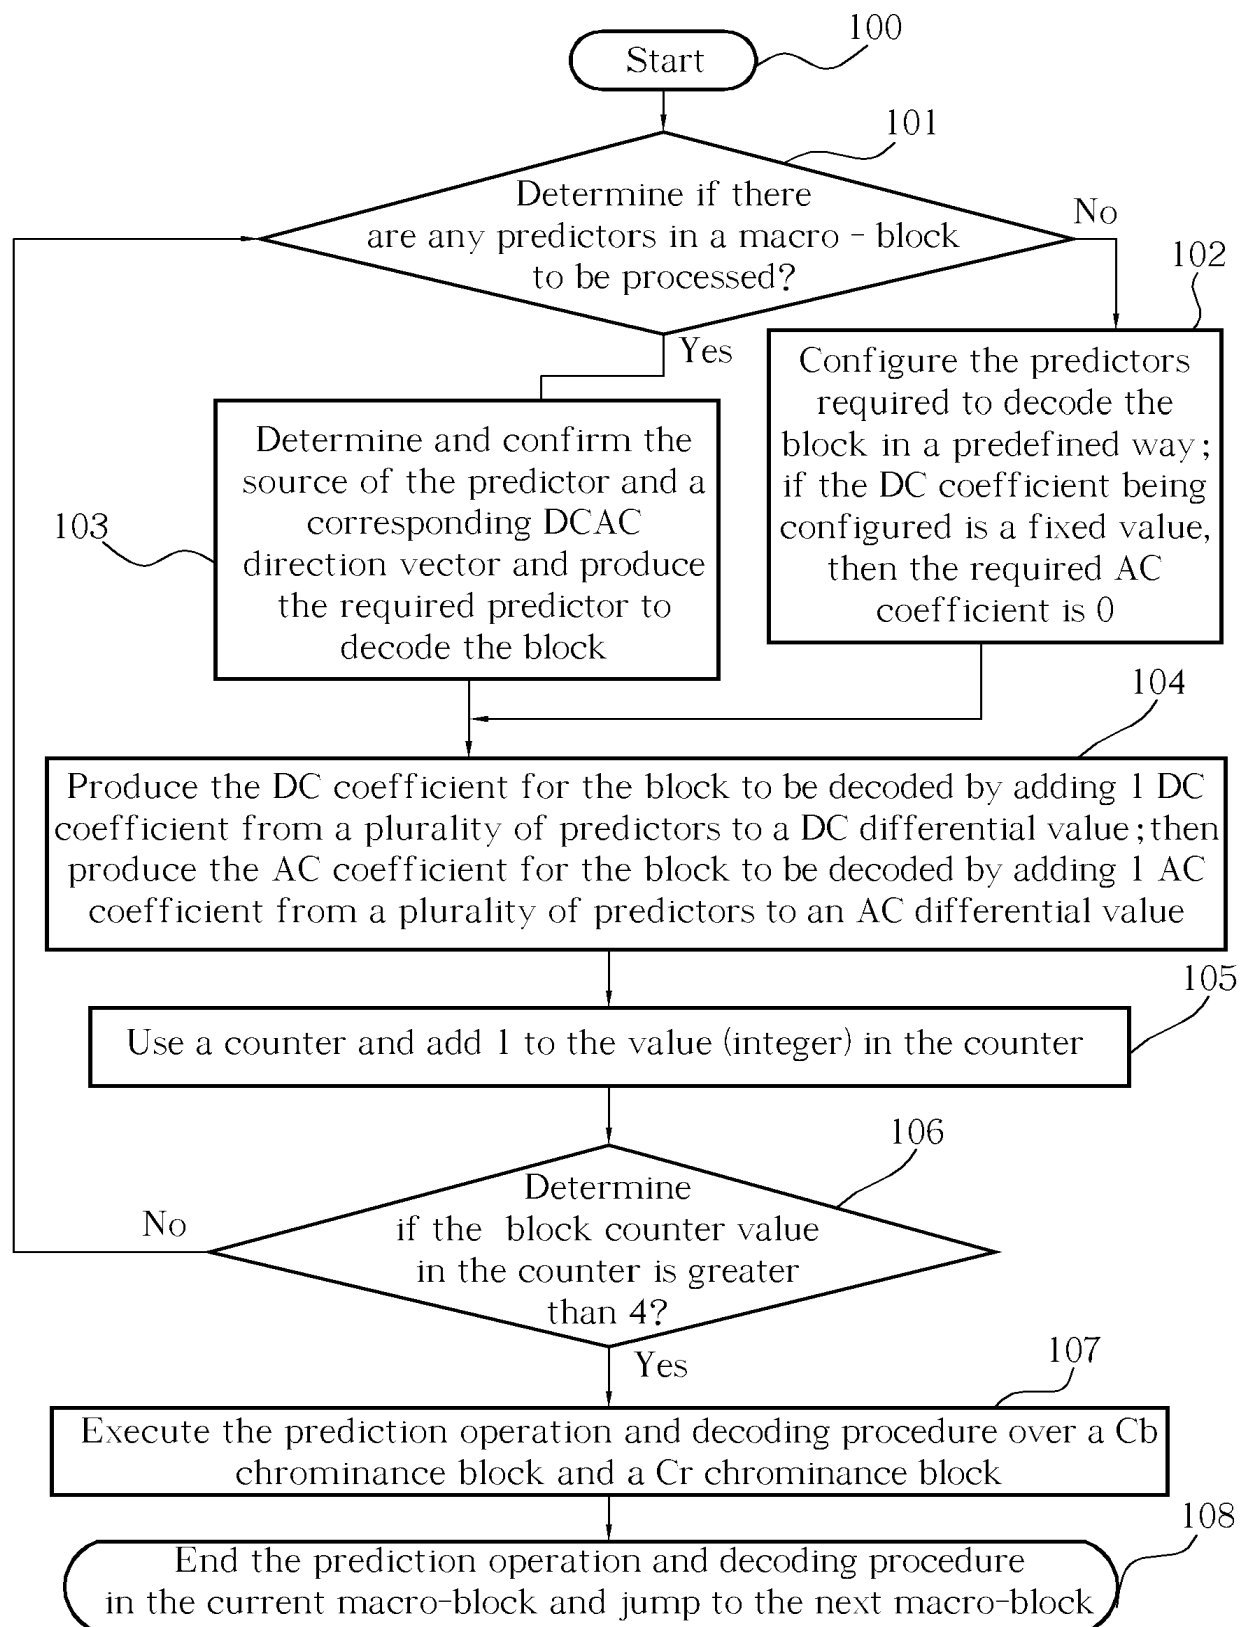 100
Start
101
Determine if there
are any predictors in a macro - block
to be processed?
No
102
Yes
Configure the predictors
required to decode the
block in a predefined way;
if the DC coefficient being
configured is a fixed value,
then the required AC
coefficient is 0
103
Determine and confirm the
source of the predictor and a
corresponding DCAC
direction vector and produce
the required predictor to
decode the block
104
Produce the DC coefficient for the block to be decoded by adding 1 DC
coefficient from a plurality of predictors to a DC differential value; then
produce the AC coefficient for the block to be decoded by adding 1 AC
coefficient from a plurality of predictors to an AC differential value
105
Use a counter and add 1 to the value (integer) in the counter
106
Determine
if the block counter value
in the counter is greater
than 4?
No
Yes
107
Execute the prediction operation and decoding procedure over a Cb
chrominance block and a Cr chrominance block
108
End the prediction operation and decoding procedure
in the current macro-block and jump to the next macro-block